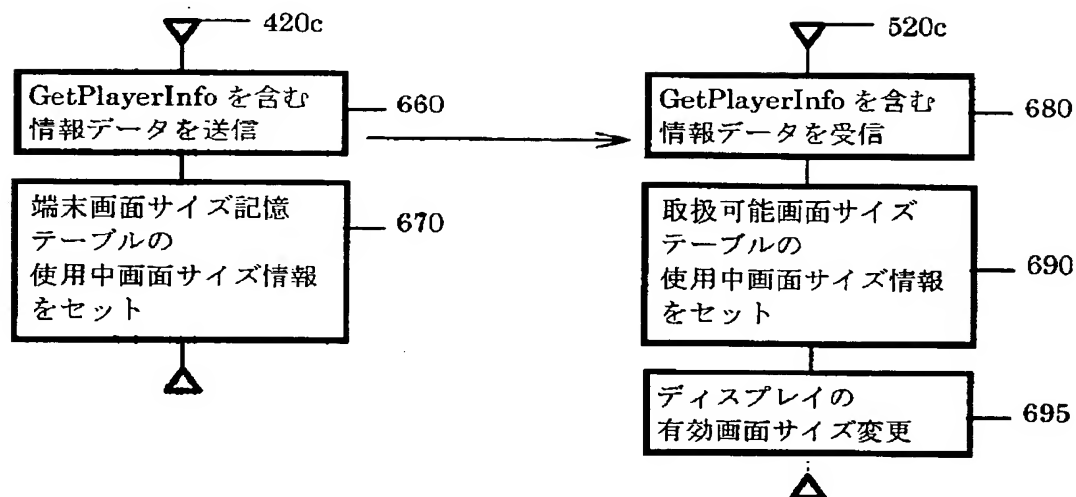 420c
GetPlayerInfo を含む
情報データを送信
660
端末画面サイズ記憶
テーブルの
使用中画面サイズ情報
をセット
670
520c
GetPlayerInfo を含む
情報データを受信
680
取扱可能画面サイズ
テーブルの
使用中画面サイズ情報
をセット
690
ディスプレイの
有効画面サイズ変更
695